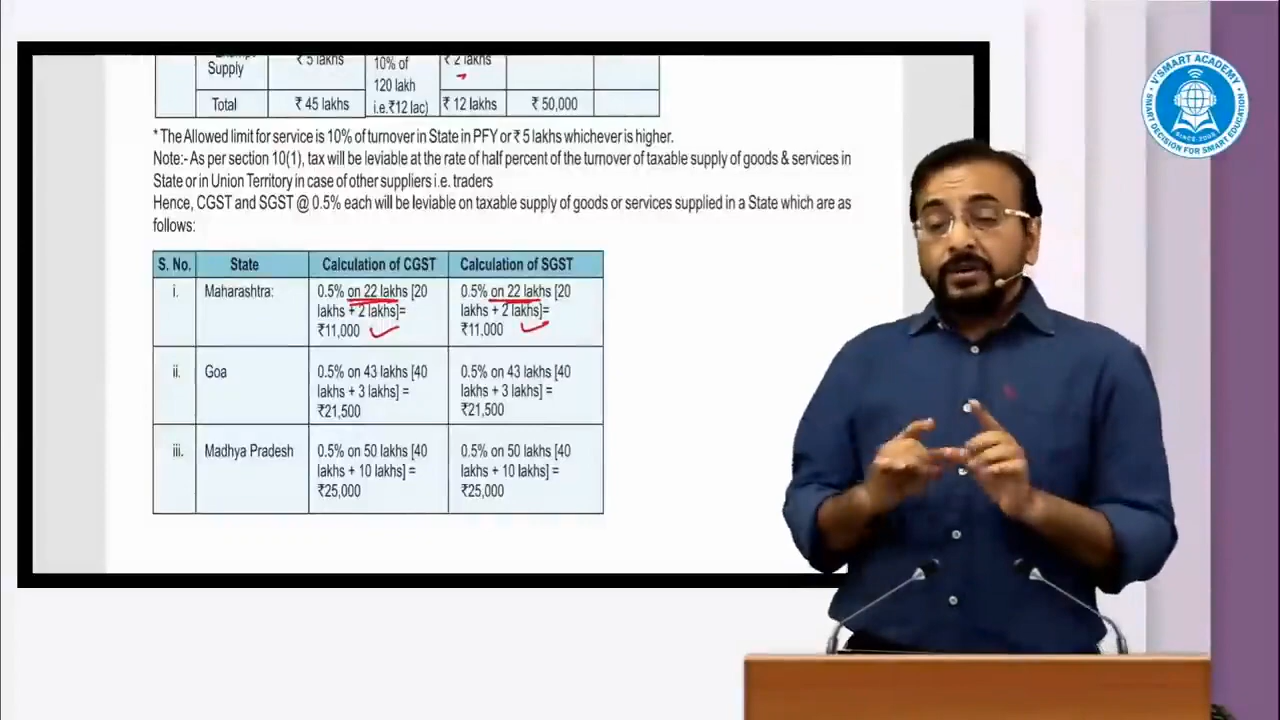 Supply
₹ 5 lakhs
10% of
120 lakh
i.e.₹12 lac)
₹ 2 lakhs
Total ₹ 45 lakhs ₹ 12 lakhs ₹ 50,000
* The Allowed limit for service is 10% of turnover in State in PFY or ₹ 5 lakhs whichever is higher.
Note:- As per section 10(1), tax will be leviable at the rate of half percent of the turnover of taxable supply of goods & services in
State or in Union Territory in case of other suppliers i.e. traders
Hence, CGST and SGST @ 0.5% each will be leviable on taxable supply of goods or services supplied in a State which are as
follows:
S. No. State Calculation of CGST Calculation of SGST
i. Maharashtra: 0.5% on 22 lakhs [20 0.5% on 22 lakhs [20
lakhs + 2 lakhs]= lakhs + 2 lakhs]=
₹11,000 ₹11,000
ii. Goa 0.5% on 43 lakhs [40 0.5% on 43 lakhs [40
lakhs + 3 lakhs] = lakhs + 3 lakhs] =
₹21,500 ₹21,500
iii. Madhya Pradesh 0.5% on 50 lakhs [40 0.5% on 50 lakhs [40
lakhs + 10 lakhs] = lakhs + 10 lakhs] =
₹25,000 ₹25,000
V'SMART ACADEMY
SINCE 2008
SMART DECISION FOR SMART EDUCATION